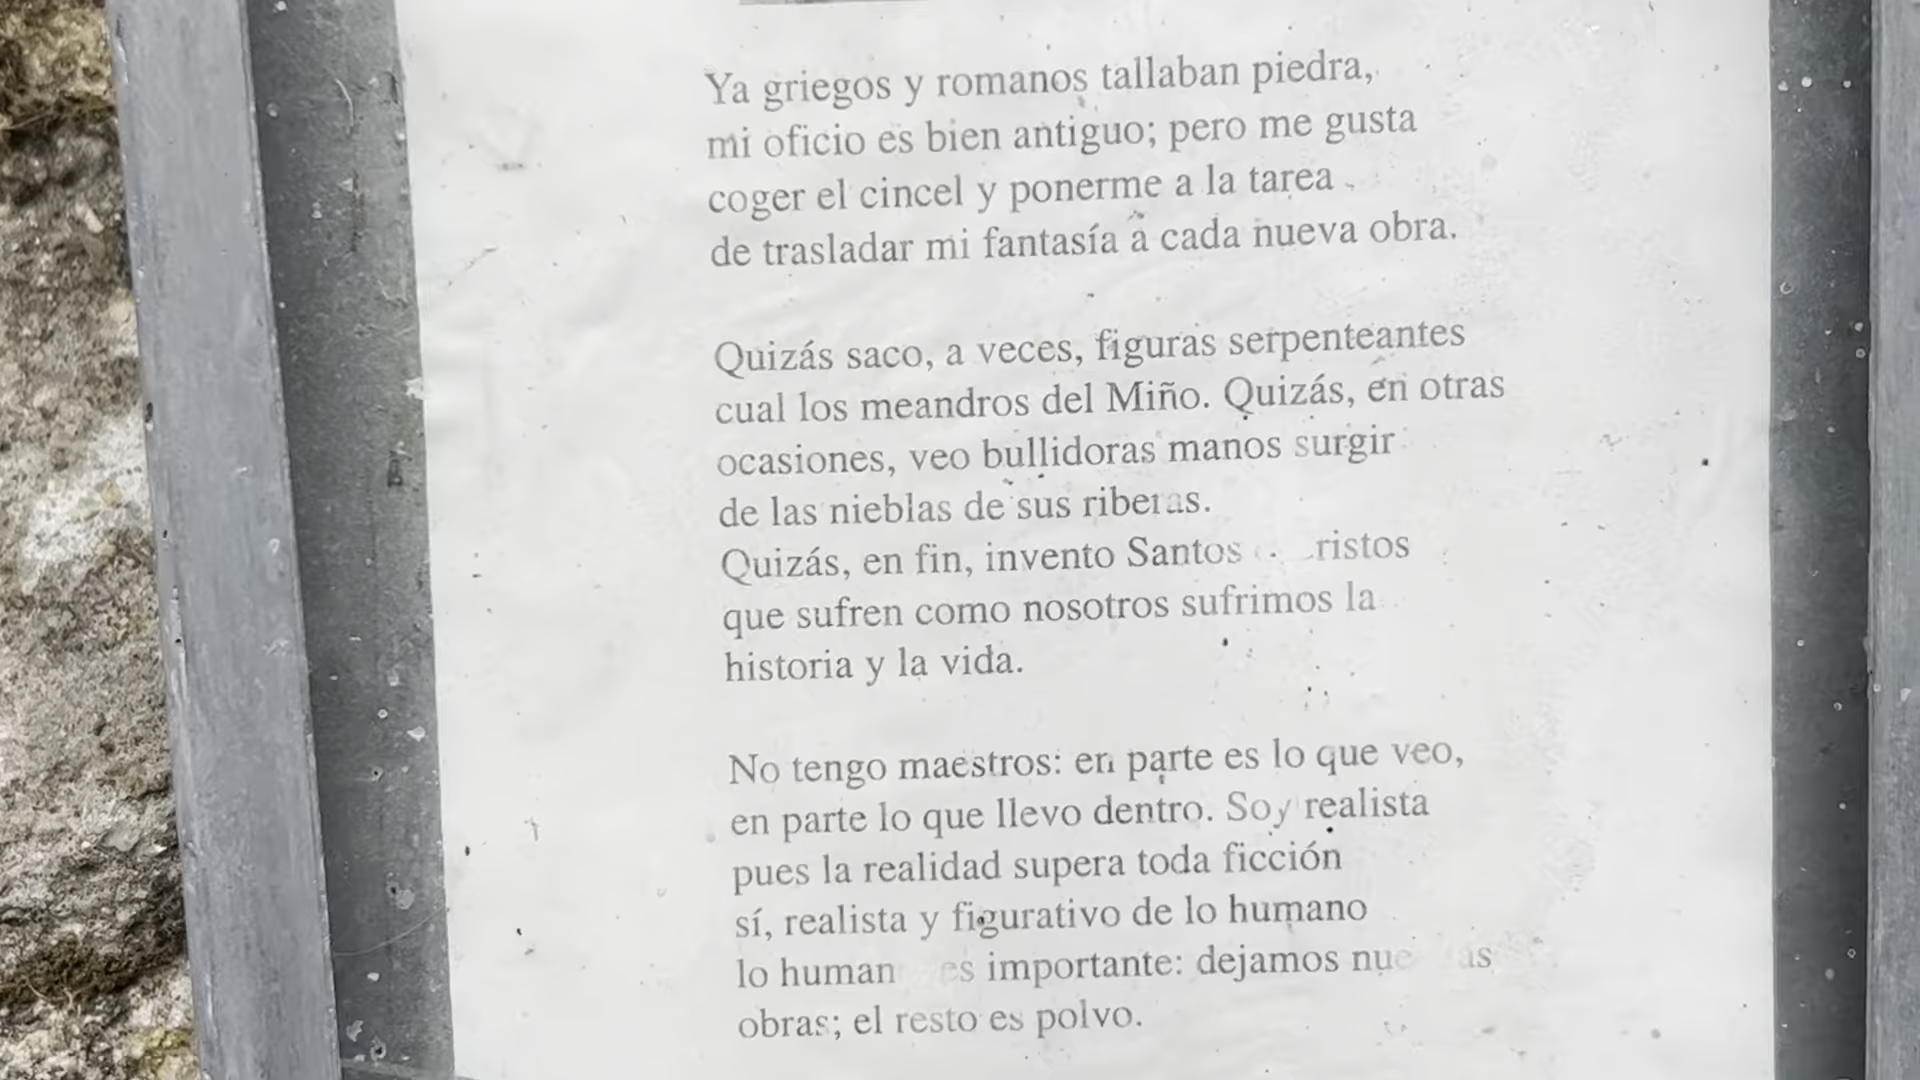 Ya griegos y romanos tallaban piedra,
mi oficio es bien antiguo; pero me gusta
coger el cincel y ponerme a la tarea
de trasladar mi fantasía a cada nueva obra.
Quizás saco, a veces, figuras serpenteantes
cual los meandros del Miño. Quizás, en otras
ocasiones, veo bullidoras manos surgir
de las nieblas de sus riberas.
Quizás, en fin, invento Santos
que sufren como nosotros sufrimos la
historia y la vida.
No tengo maestros: en parte es lo que veo,
en parte lo que llevo dentro. Soy realista
pues la realidad supera toda ficción
sí, realista y figurativo de lo humano
lo es importante: dejamos
obras; el resto es polvo.